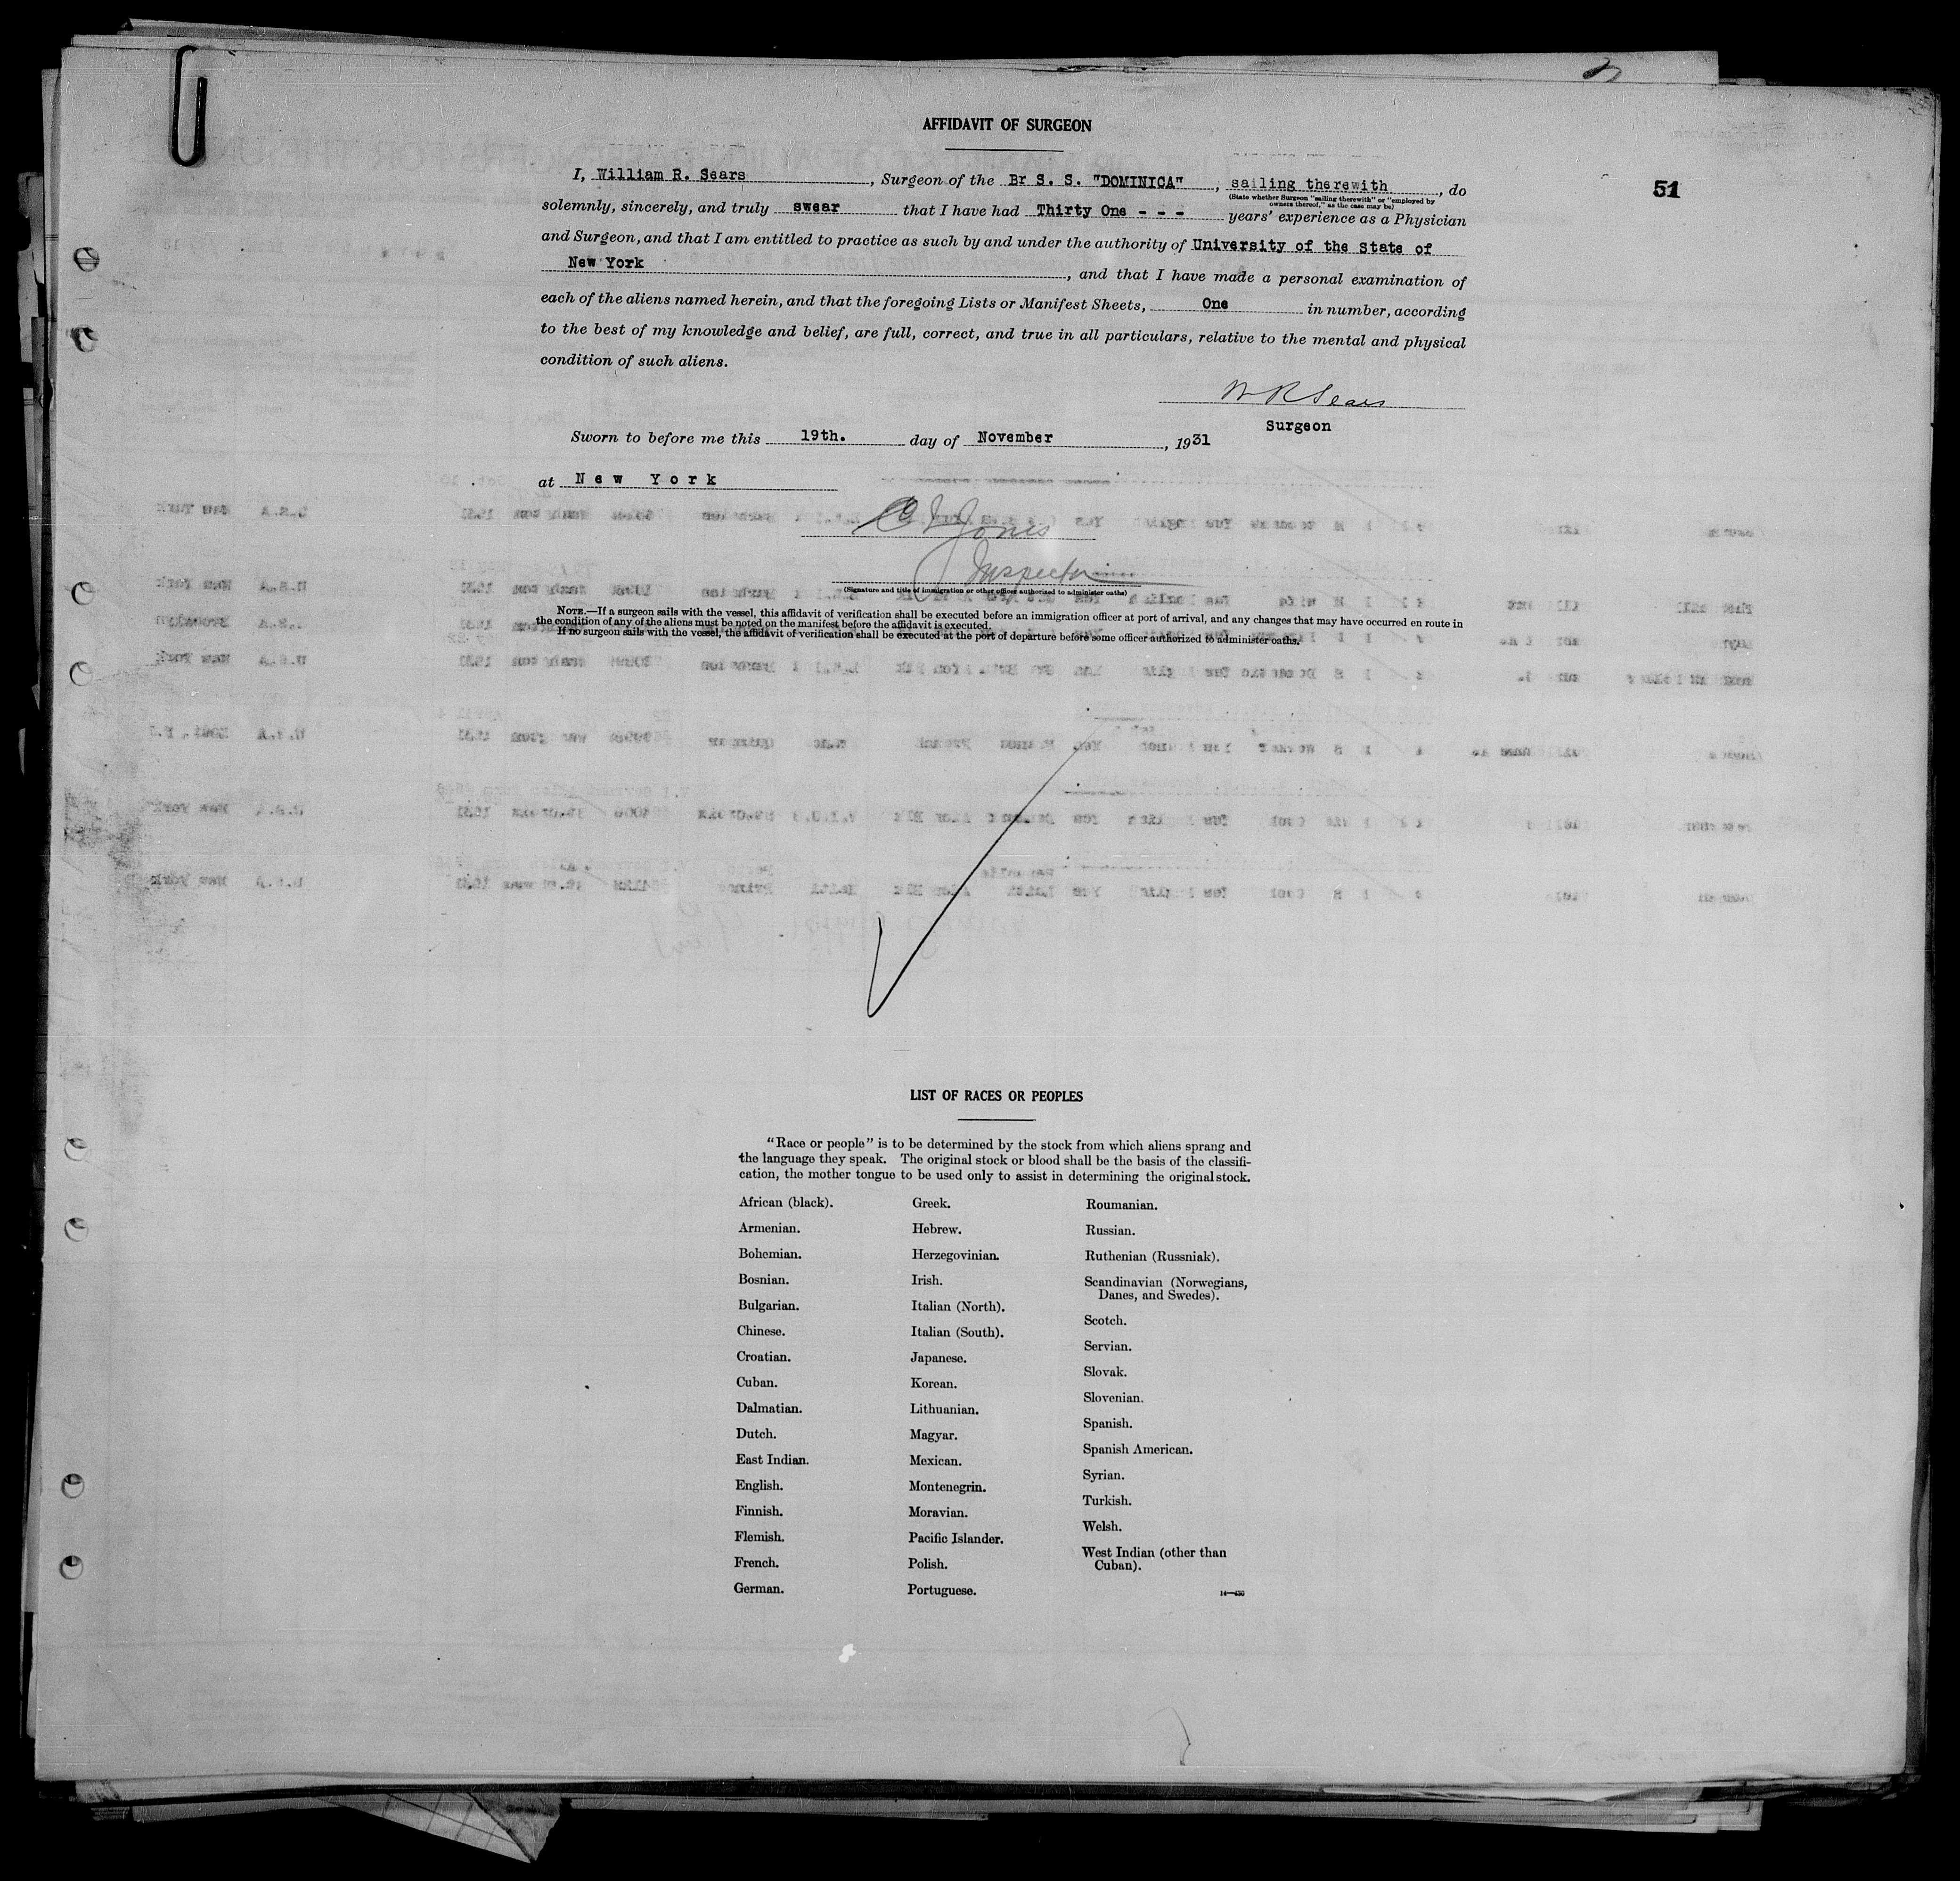 AFFIDAVIT OF SURGEON
51
I, William R. Sears, Surgeon of the Br S. S. "DOMINICA", sailing therewith, do
(State whether Surgeon "sailing therewith" or "employed by
owners thereof," as the case may be)
solemnly, sincerely, and truly swear that I have had Thirty One - - - years' experience as a Physician
and Surgeon, and that I am entitled to practice as such by and under the authority of University of the State of
New York, and that I have made a personal examination of
each of the aliens named herein, and that the foregoing Lists or Manifest Sheets, One in number, according
to the best of my knowledge and belief, are full, correct, and true in all particulars, relative to the mental and physical
condition of such aliens.
W R Sears
Surgeon
Sworn to before me this 19th. day of November, 1931
at New York
Jones
Inspector
(Signature and title of immigration or other officer authorized to administer oaths)
NOTE.—If a surgeon sails with the vessel, this affidavit of verification shall be executed before an immigration officer at port of arrival, and any changes that may have occurred en route in
the condition of any of the aliens must be noted on the manifest before the affidavit is executed.
If no surgeon sails with the vessel, the affidavit of verification shall be executed at the port of departure before some officer authorized to administer oaths.
LIST OF RACES OR PEOPLES
"Race or people" is to be determined by the stock from which aliens sprang and
the language they speak. The original stock or blood shall be the basis of the classifi-
cation, the mother tongue to be used only to assist in determining the original stock.
African (black).
Armenian.
Bohemian.
Bosnian.
Bulgarian.
Chinese.
Croatian.
Cuban.
Dalmatian.
Dutch.
East Indian.
English.
Finnish.
Flemish.
French.
German.
Greek.
Hebrew.
Herzegovinian.
Irish.
Italian (North).
Italian (South).
Japanese.
Korean.
Lithuanian.
Magyar.
Mexican.
Montenegrin.
Moravian.
Pacific Islander.
Polish.
Portuguese.
Roumanian.
Russian.
Ruthenian (Russniak).
Scandinavian (Norwegians,
Danes, and Swedes).
Scotch.
Servian.
Slovak.
Slovenian.
Spanish.
Spanish American.
Syrian.
Turkish.
Welsh.
West Indian (other than
Cuban).